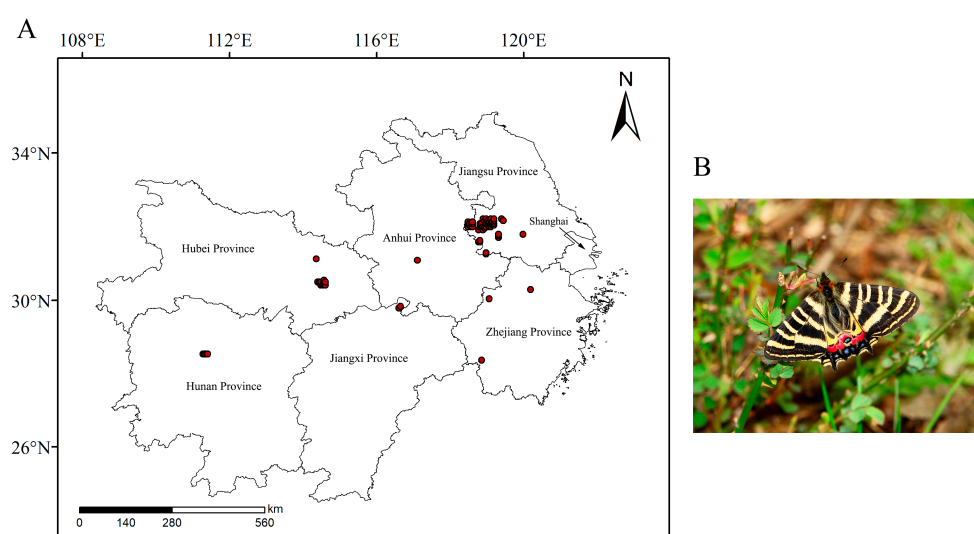 A
108°E 112°E 116°E 120°E
N
34°N
30°N
26°N
Jiangsu Province
Shanghai
Anhui Province
Hubei Province
Zhejiang Province
Jiangxi Province
Hunan Province
km
0 140 280 560
B